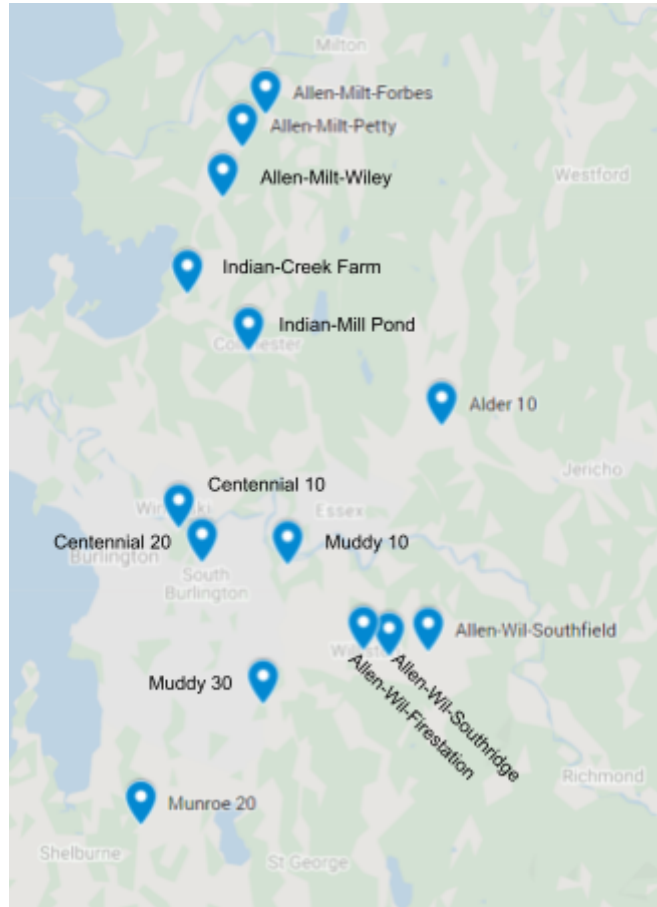 Milton
Allen-Milt-Forbes
Allen-Milt-Petty
Allen-Milt-Wiley
Westford
Indian-Creek Farm
Indian-Mill Pond
Alder 10
Jericho
Centennial 10
Essex
Centennial 20
Muddy 10
Burlington
South
Burlington
Allen-Wil-Southfield
Allen-Wil-Southridge
Allen-Wil-Firestation
Muddy 30
Richmond
Munroe 20
Shelburne
St George